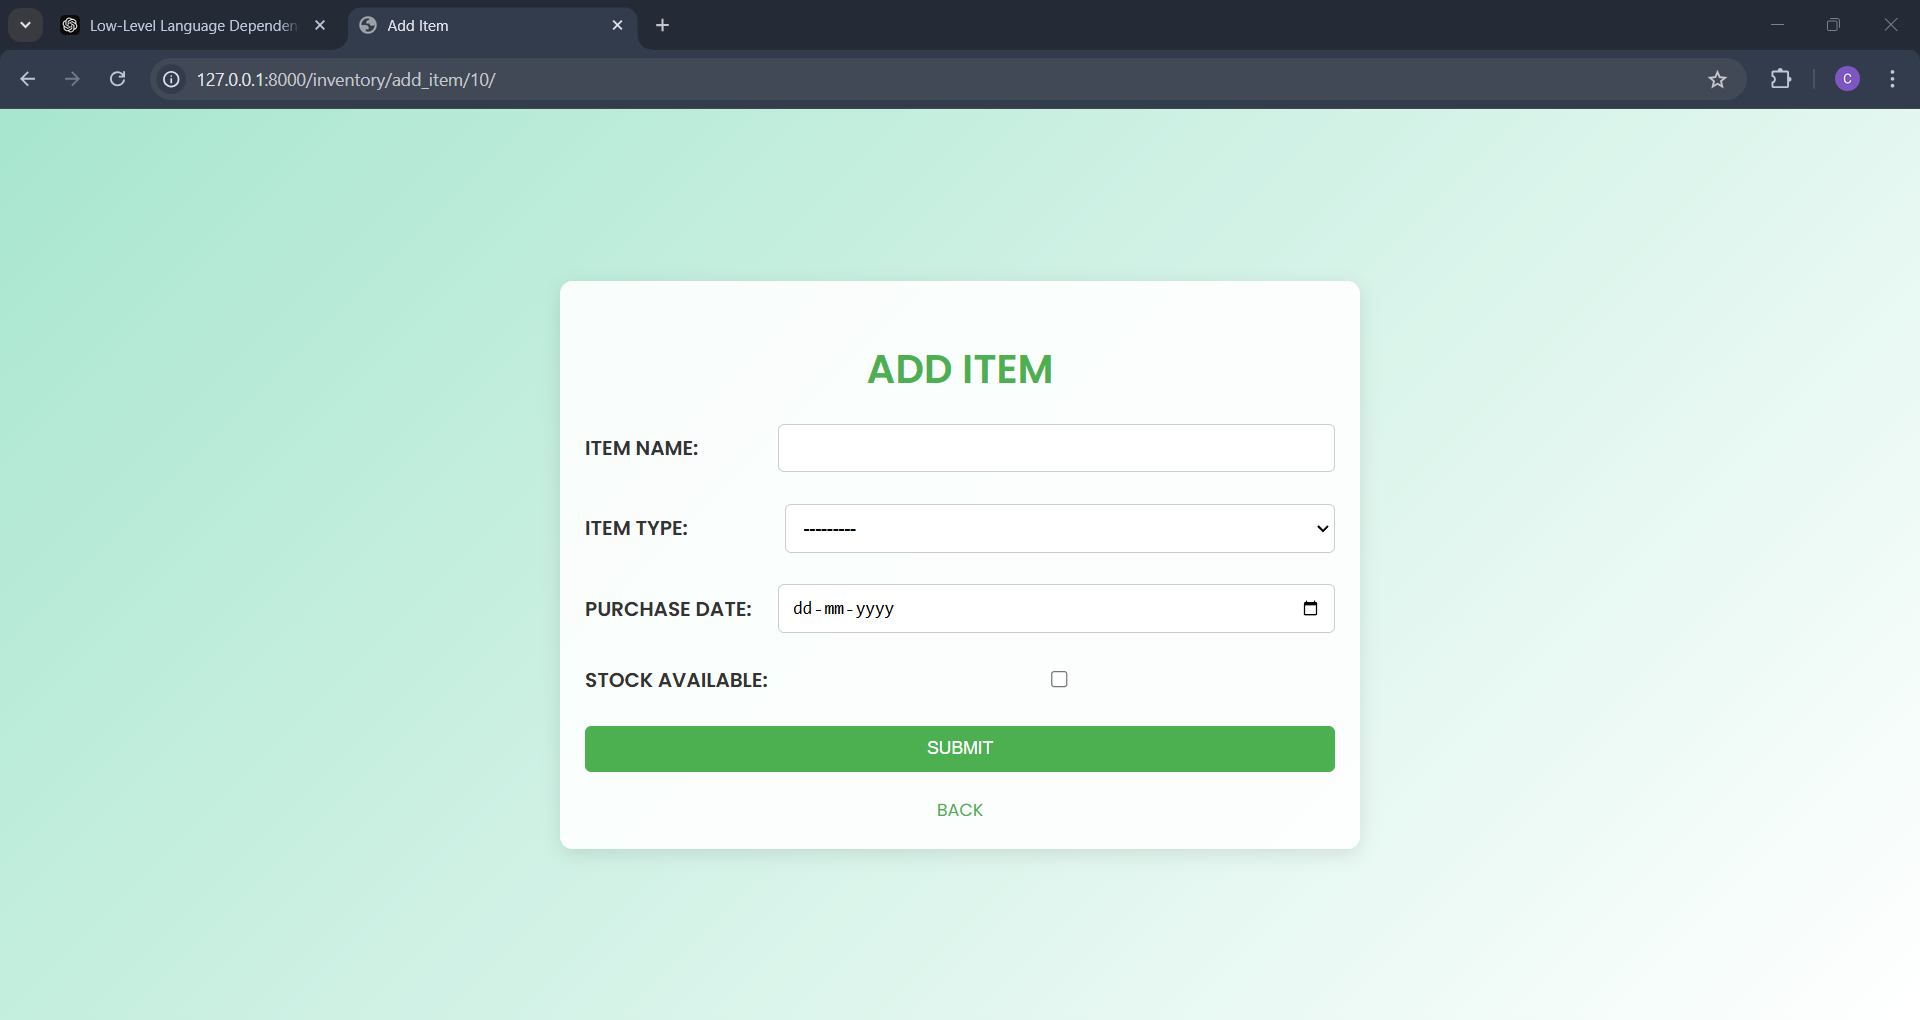 Low-Level Language Dependen
Add Item
127.0.0.1:8000/inventory/add_item/10/
C
ADD ITEM
ITEM NAME:
ITEM TYPE:
---------
PURCHASE DATE:
dd-mm-yyyy
STOCK AVAILABLE:
SUBMIT
BACK